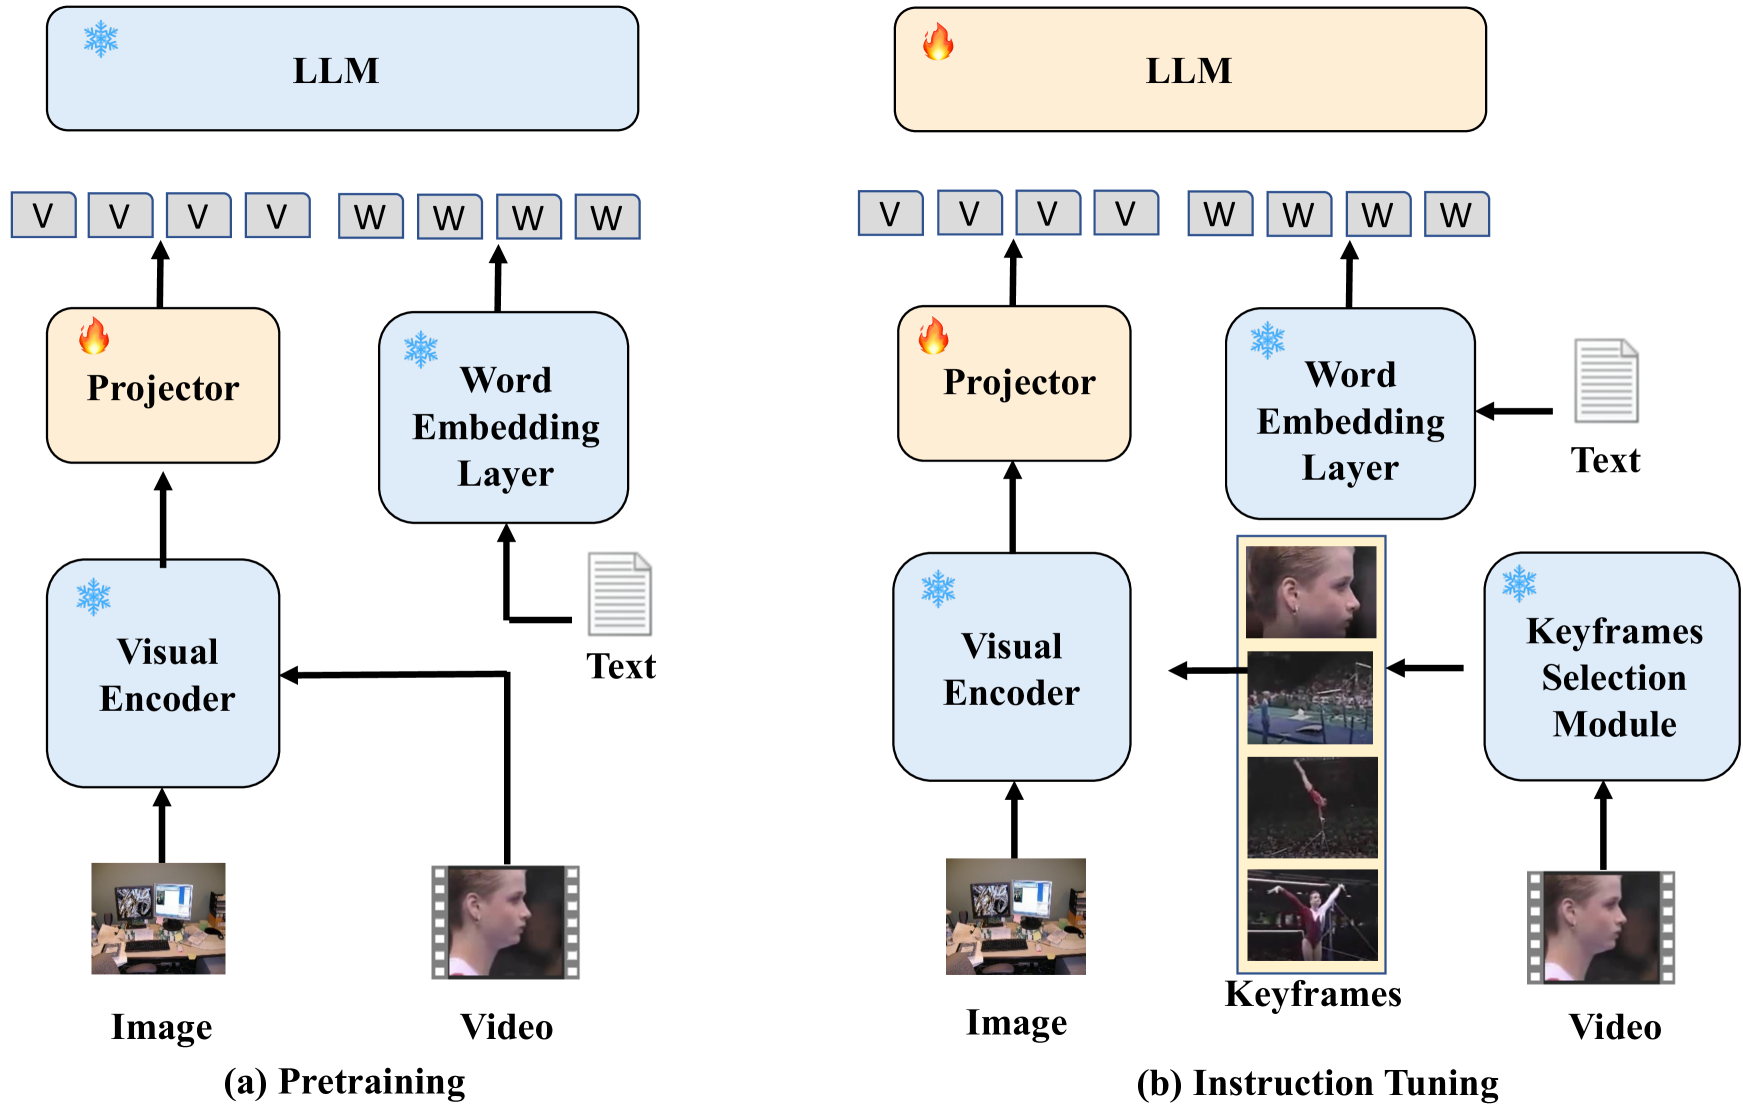 LLM
V V V V W W W W
Projector
Word
Embedding
Layer
Visual
Encoder
Text
Image
Video
(a) Pretraining
LLM
V V V V W W W W
Projector
Word
Embedding
Layer
Text
Visual
Encoder
Keyframes
Selection
Module
Keyframes
Image
Video
(b) Instruction Tuning